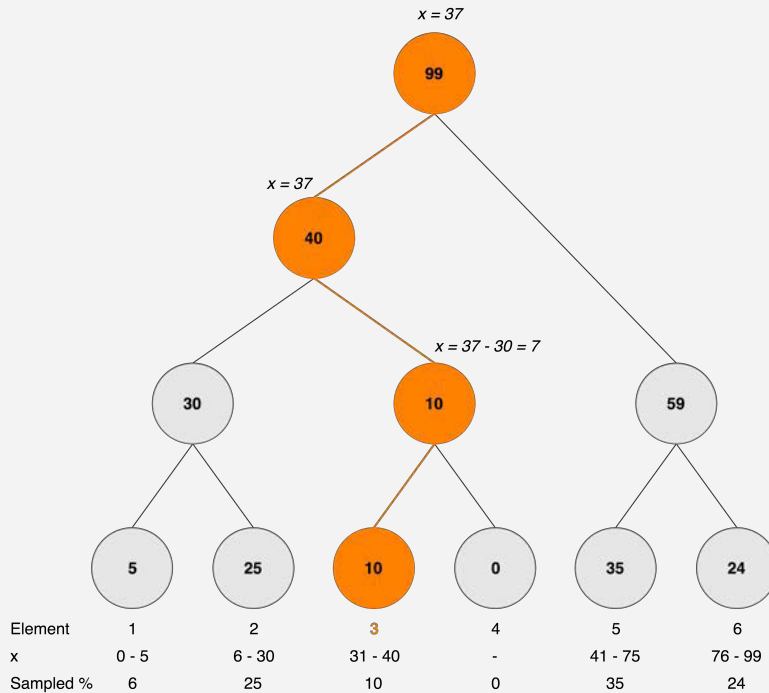 x = 37
99
x = 37
40
x = 37 - 30 = 7
30 10 59
5 25 10 0 35 24
Element 1 2 3 4 5 6
x 0 - 5 6 - 30 31 - 40 - 41 - 75 76 - 99
Sampled % 6 25 10 0 35 24